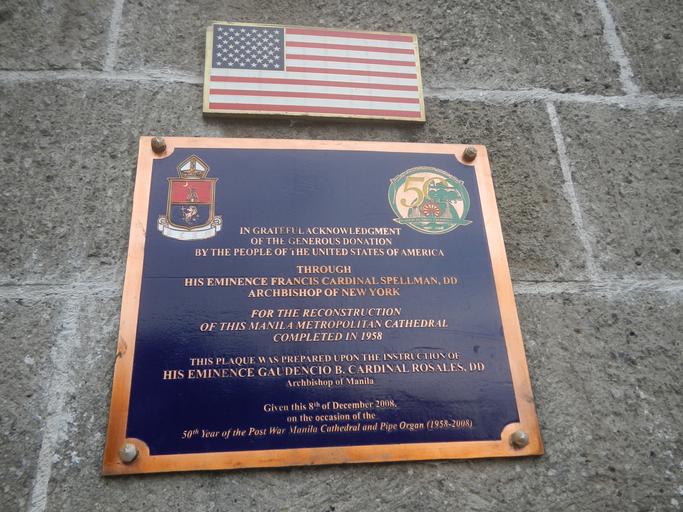 50
IN GRATEFUL ACKNOWLEDGMENT
OF THE GENEROUS DONATION
BY THE PEOPLE OF THE UNITED STATES OF AMERICA
THROUGH
HIS EMINENCE FRANCIS CARDINAL SPELLMAN, DD
ARCHBISHOP OF NEW YORK
FOR THE RECONSTRUCTION
OF THIS MANILA METROPOLITAN CATHEDRAL
COMPLETED IN 1958
THIS PLAQUE WAS PREPARED UPON THE INSTRUCTION OF
HIS EMINENCE GAUDENCIO B. CARDINAL ROSALES, DD
Archbishop of Manila
Given this 8th of December 2008,
on the occasion of the
50th Year of the Post War Manila Cathedral and Pipe Organ (1958-2008)